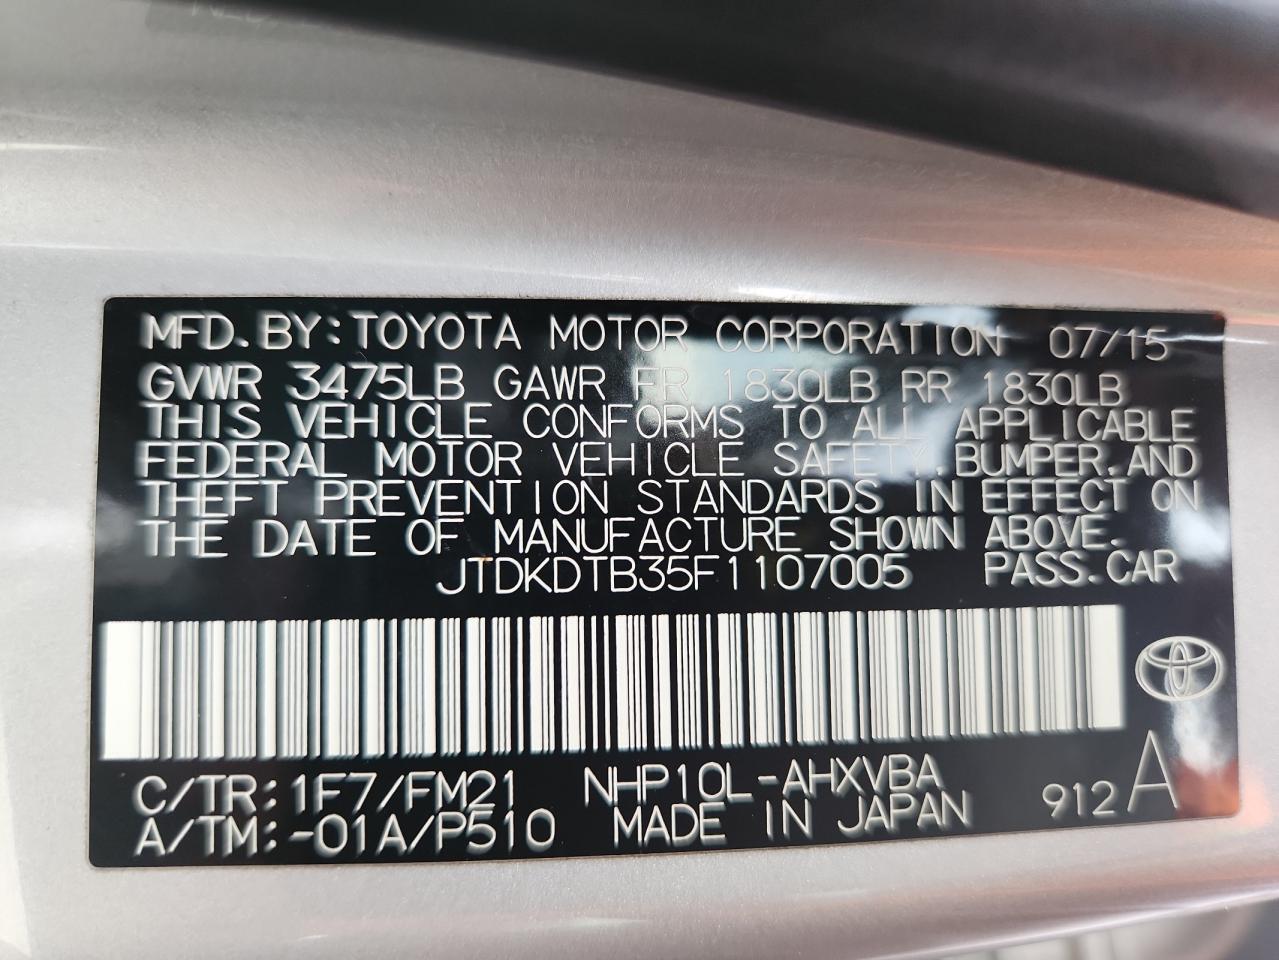 MFD. BY: TOYOTA MOTOR CORPORATION 07/15
GVWR 3475LB GAWR FR 1830LB RR 1830LB
THIS VEHICLE CONFORMS TO ALL APPLICABLE
FEDERAL MOTOR VEHICLE SAFETY, BUMPER, AND
THEFT PREVENTION STANDARDS IN EFFECT ON
THE DATE OF MANUFACTURE SHOWN ABOVE.
JTDKDTB35F1107005 PASS. CAR
C/TR: 1F7/FM21 NHP10L-AHXVBA
A/TM: -01A/P510 MADE IN JAPAN 912 A